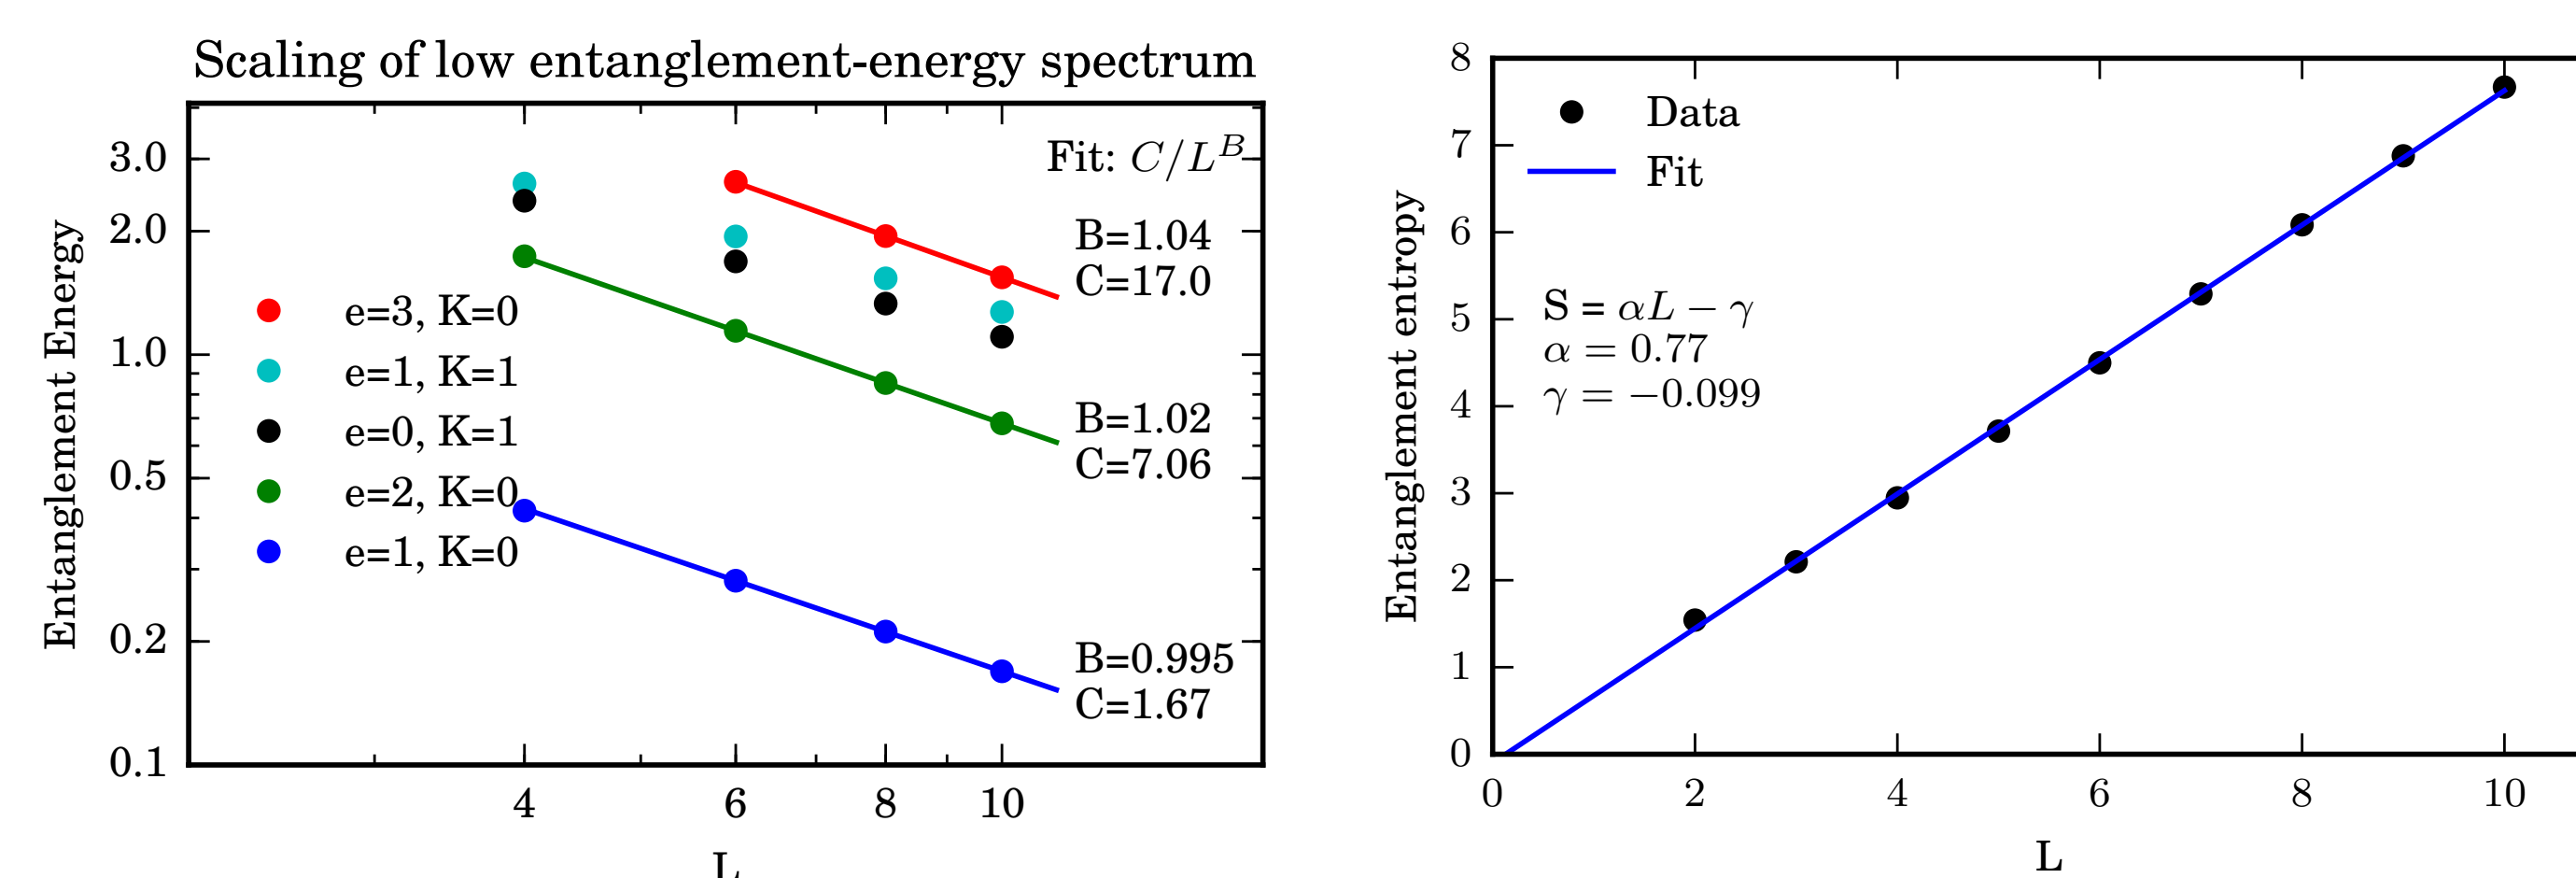 Scaling of low entanglement-energy spectrum
Entanglement Energy
3.0
2.0
1.0
0.5
0.2
0.1
e=3, K=0
e=1, K=1
e=0, K=1
e=2, K=0
e=1, K=0
Fit: C/L^B
B=1.04
C=17.0
B=1.02
C=7.06
B=0.995
C=1.67
4 6 8 10
L
Entanglement entropy
8
7
6
5
4
3
2
1
0
Data
Fit
S = αL − γ
α = 0.77
γ = −0.099
0 2 4 6 8 10
L